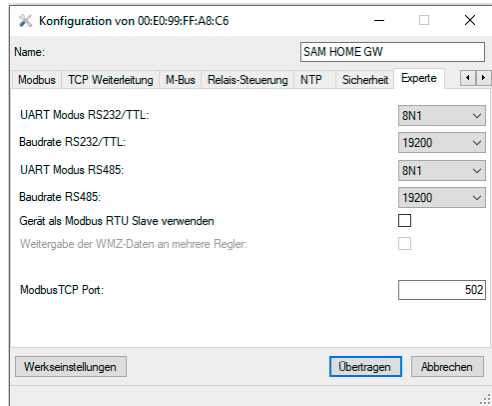 Konfiguration von 00:E0:99:FF:A8:C6
Name: SAM HOME GW
Modbus TCP Weiterleitung M-Bus Relais-Steuerung NTP Sicherheit Experte
UART Modus RS232/TTL: 8N1
Baudrate RS232/TTL: 19200
UART Modus RS485: 8N1
Baudrate RS485: 19200
Gerät als Modbus RTU Slave verwenden
Weitergabe der WMZ-Daten an mehrere Regler:
ModbusTCP Port: 502
Werkseinstellungen Übertragen Abbrechen